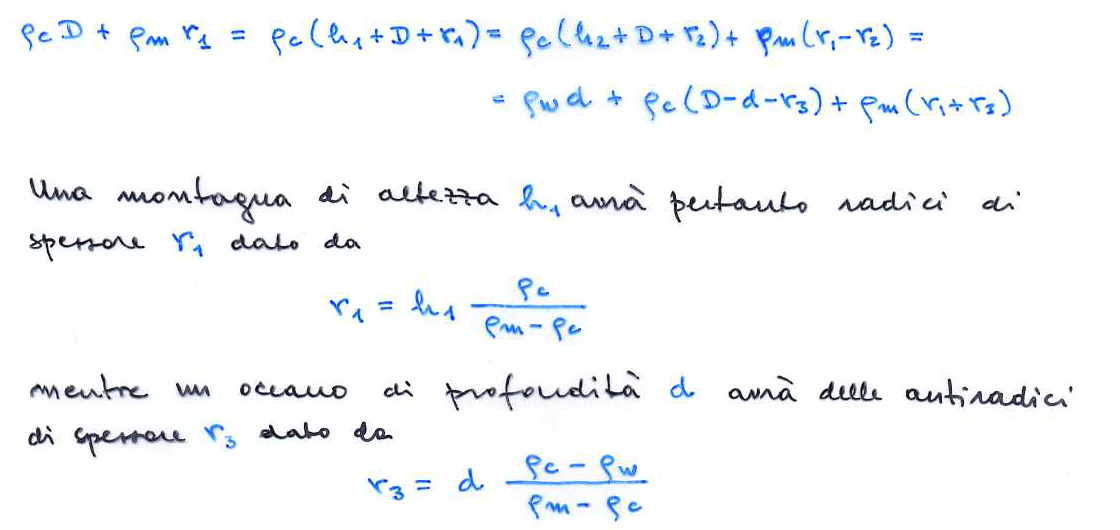 ρc D + ρm r1 = ρc(h1+D+r1) = ρc(h2+D+r2) + ρm(r1-r2) =
= ρw d + ρc(D-d-r3) + ρm(r1+r3)
Una montagna di altezza h1 avrà pertanto radici di
spessore r1 dato da
r1 = h1 ρc / (ρm - ρc)
mentre un oceano di profondità d avrà delle antiradici
di spessore r3 dato da
r3 = d (ρc - ρw) / (ρm - ρc)